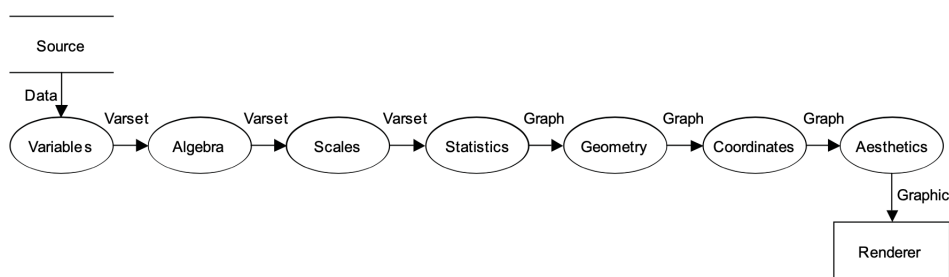 Source
Data
Varset
Varset
Varset
Graph
Graph
Graph
Variables
Algebra
Scales
Statistics
Geometry
Coordinates
Aesthetics
Graphic
Renderer